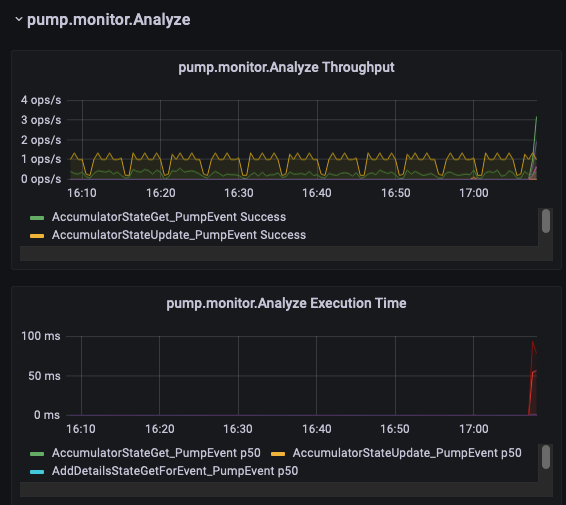 pump.monitor.Analyze
pump.monitor.Analyze Throughput
4 ops/s
3 ops/s
2 ops/s
1 ops/s
0 ops/s
16:10 16:20 16:30 16:40 16:50 17:00
AccumulatorStateGet_PumpEvent Success
AccumulatorStateUpdate_PumpEvent Success
pump.monitor.Analyze Execution Time
100 ms
50 ms
0 ms
16:10 16:20 16:30 16:40 16:50 17:00
AccumulatorStateGet_PumpEvent p50 AccumulatorStateUpdate_PumpEvent p50
AddDetailsStateGetForEvent_PumpEvent p50